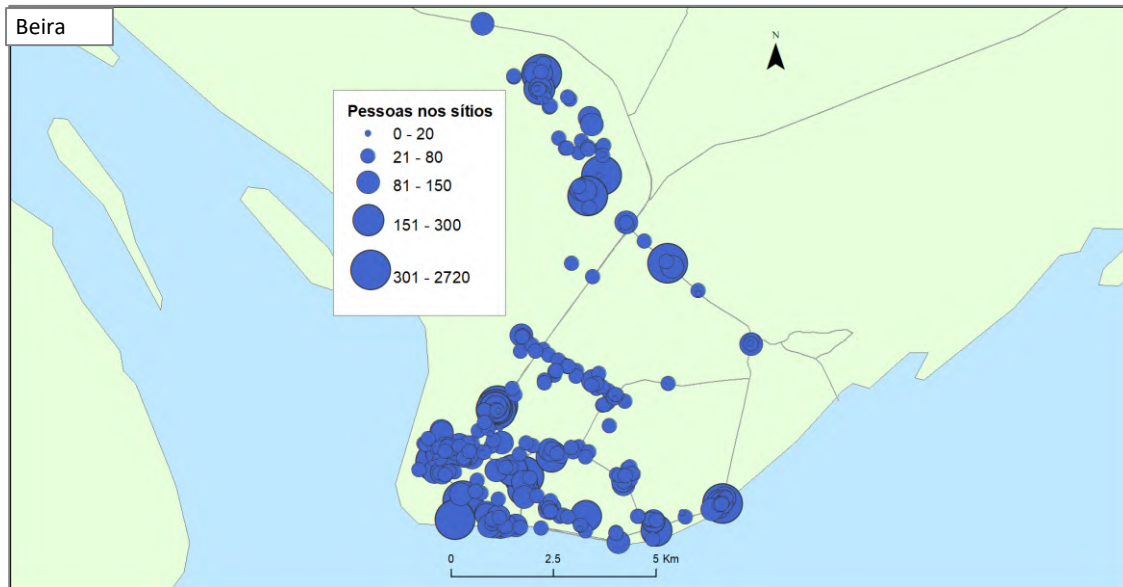 Beira
N
Pessoas nos sítios
0 - 20
21 - 80
81 - 150
151 - 300
301 - 2720
0 2.5 5 Km